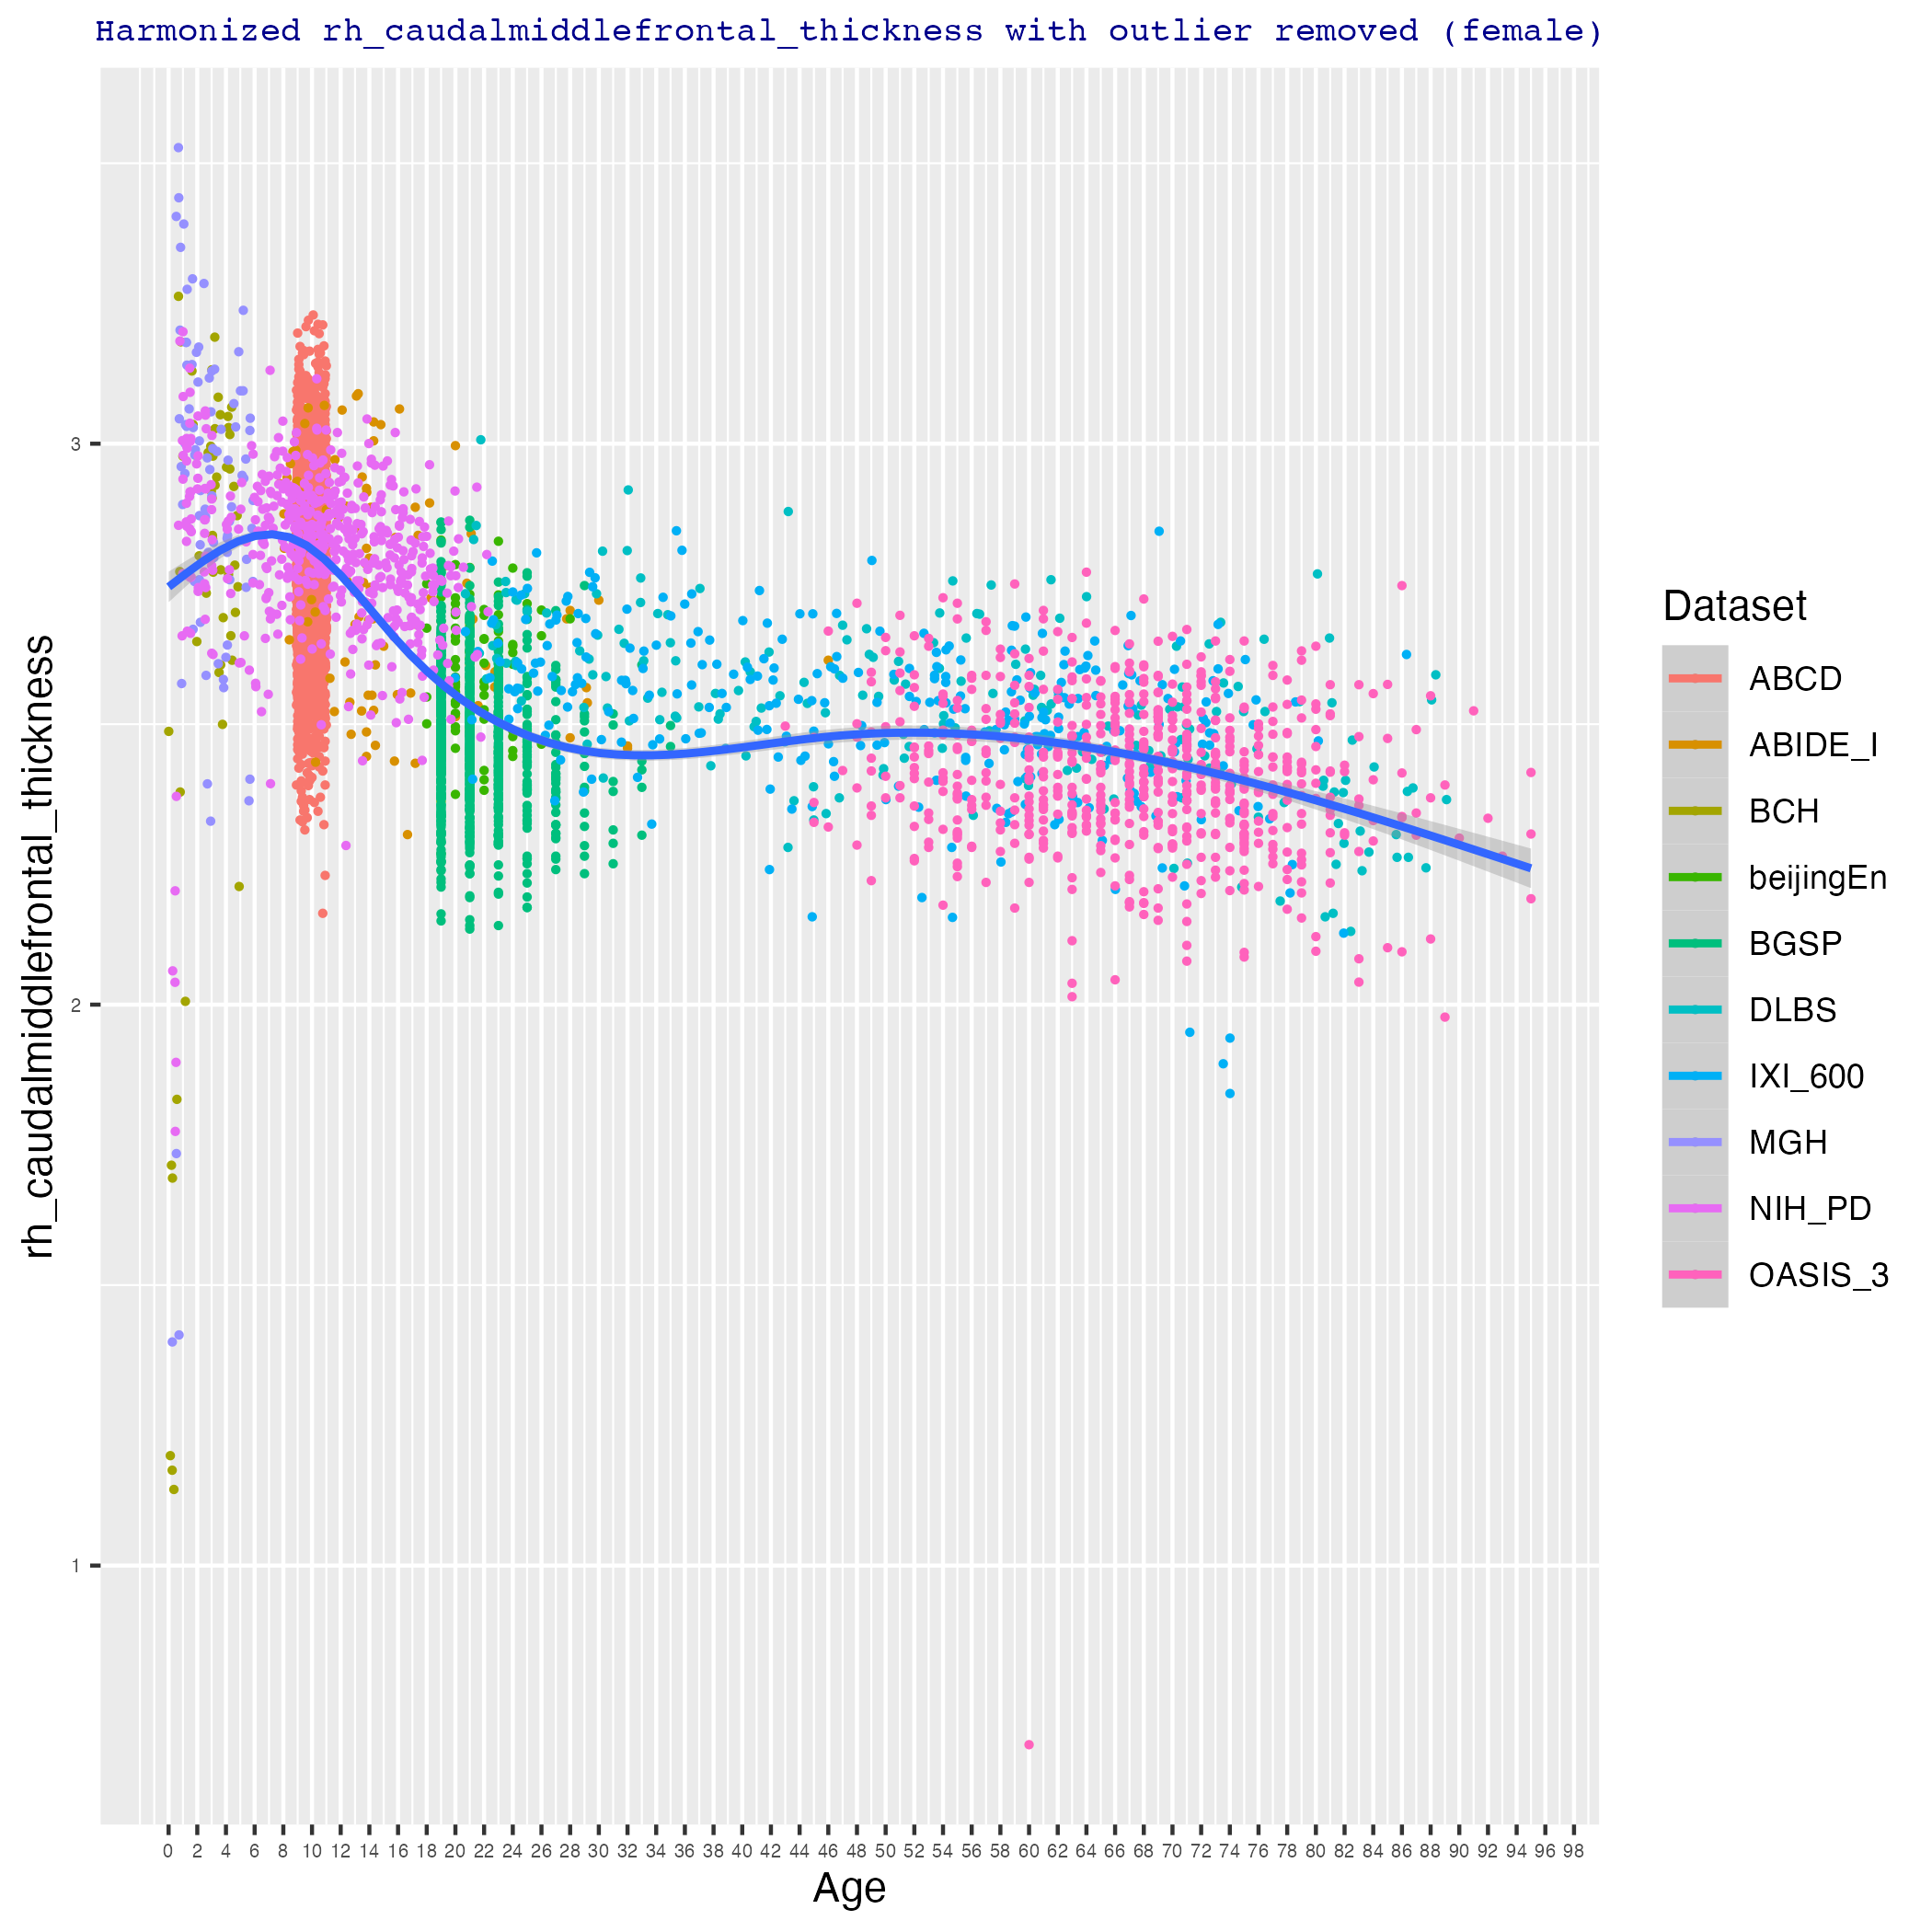 Harmonized rh_caudalmiddlefrontal_thickness with outlier removed (female)
rh_caudalmiddlefrontal_thickness
3
2
1
0 2 4 6 8 10 12 14 16 18 20 22 24 26 28 30 32 34 36 38 40 42 44 46 48 50 52 54 56 58 60 62 64 66 68 70 72 74 76 78 80 82 84 86 88 90 92 94 96 98
Age
Dataset
ABCD
ABIDE_I
BCH
beijingEn
BGSP
DLBS
IXI_600
MGH
NIH_PD
OASIS_3